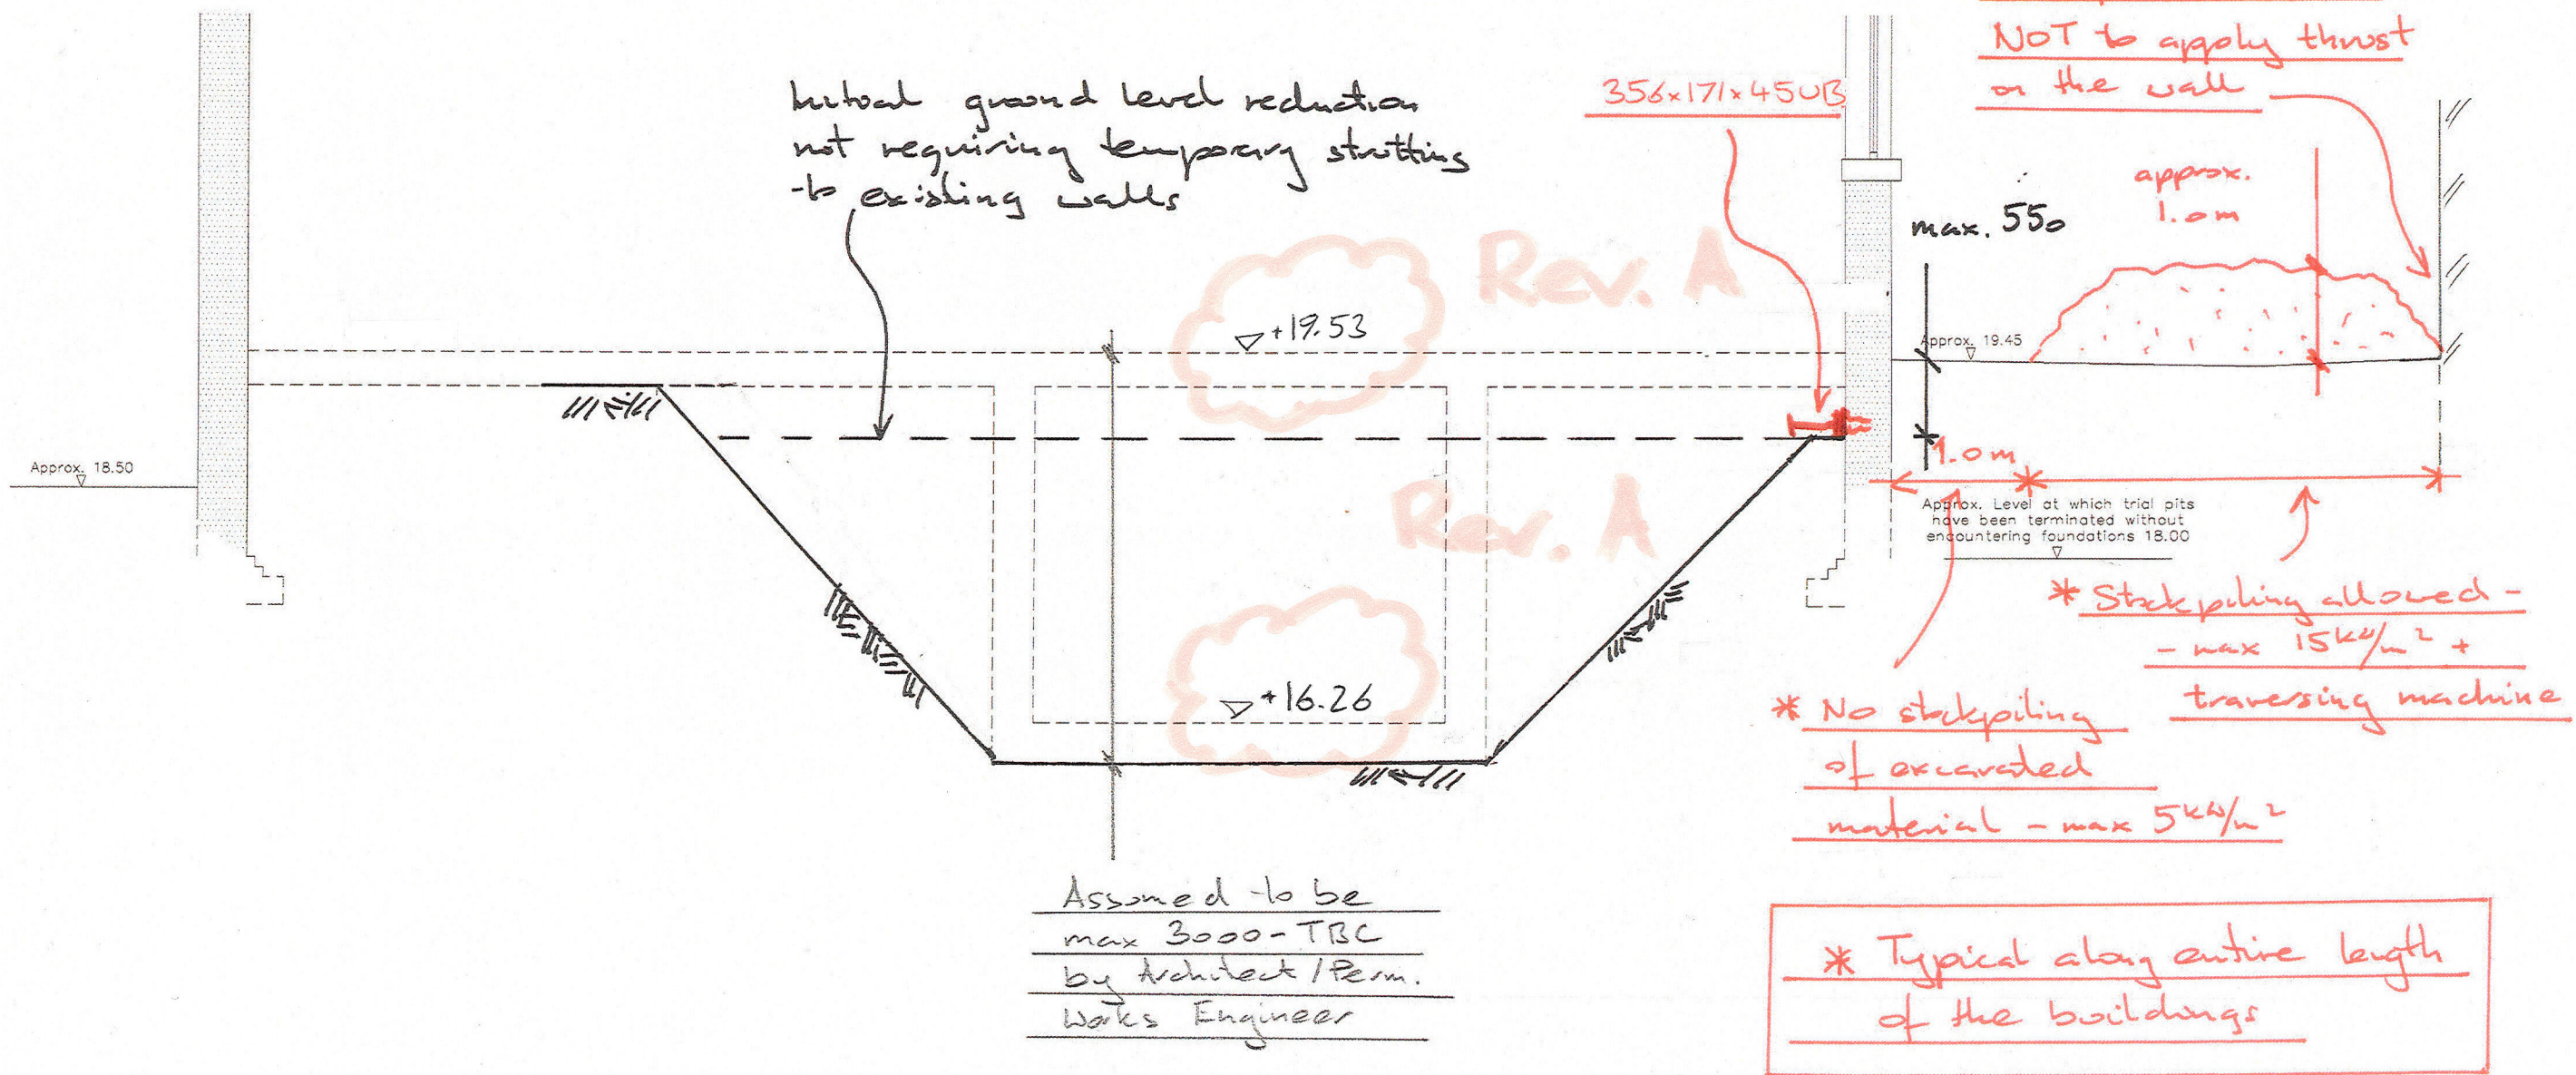 NOT to apply thrust
on the wall
Initial ground level reduction
not requiring temporary strutting
to existing walls
356x171x45UB
approx.
1.0m
max. 550
Rev. A
+19.53
Approx. 19.45
Approx. 18.50
1.0m
Rev. A
Approx. Level at which trial pits
have been terminated without
encountering foundations 18.00
* Stockpiling allowed -
- max 15kN/m² +
traversing machine
+16.26
* No stockpiling
of excavated
material - max 5kN/m²
Assumed to be
max 3000-TBC
by Architect/Perm.
Works Engineer
* Typical along entire length
of the buildings